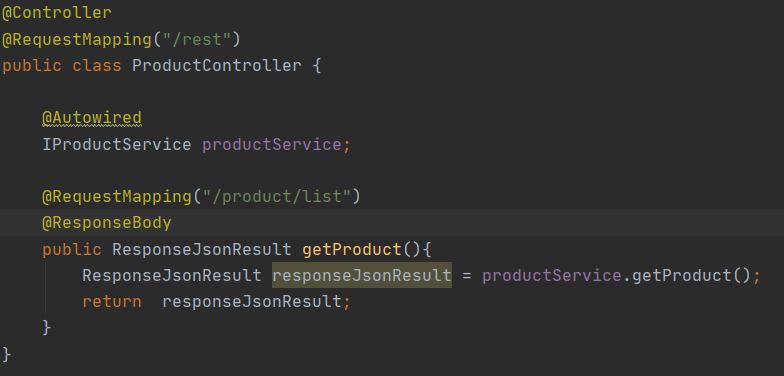 @Controller
@RequestMapping("/rest")
public class ProductController {
@Autowired
IProductService productService;
@RequestMapping("/product/list")
@ResponseBody
public ResponseJsonResult getProduct(){
ResponseJsonResult responseJsonResult = productService.getProduct();
return  responseJsonResult;
}
}